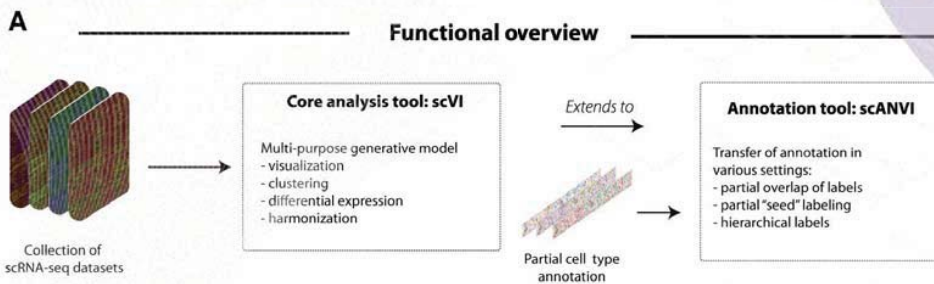 A
Functional overview
Core analysis tool: scVI
Multi-purpose generative model
- visualization
- clustering
- differential expression
- harmonization
Collection of
scRNA-seq datasets
Extends to
Partial cell type
annotation
Annotation tool: scANVI
Transfer of annotation in
various settings:
- partial overlap of labels
- partial "seed" labeling
- hierarchical labels